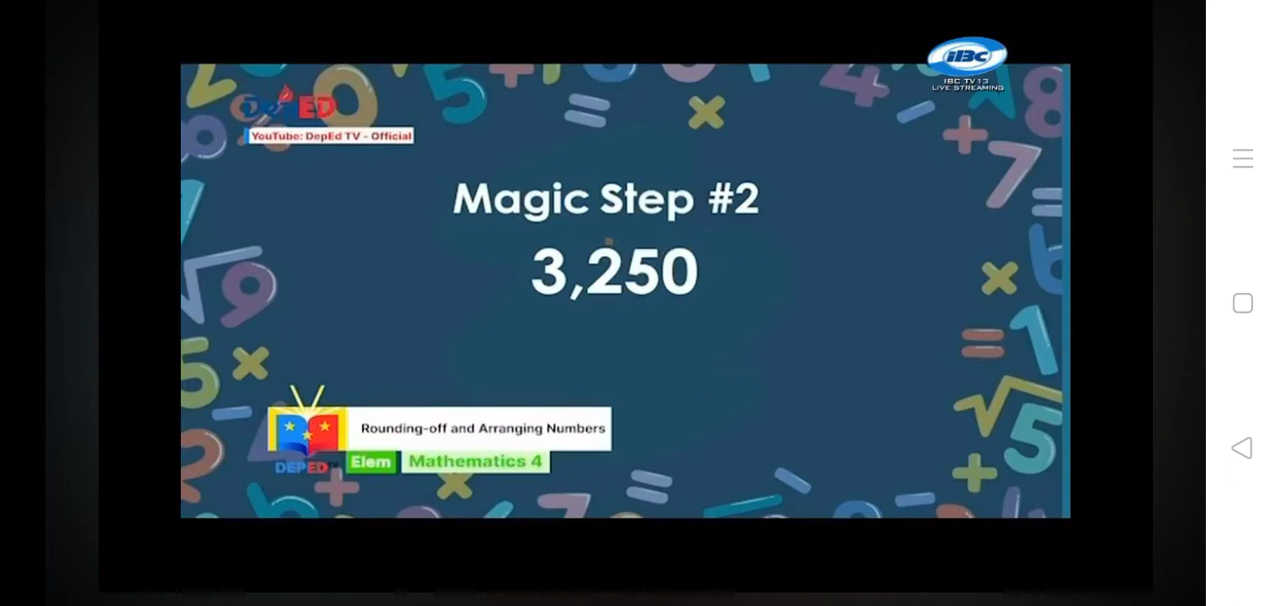 iBC
IBC TV13
LIVE STREAMING
DepED
YouTube: DepEd TV - Official
Magic Step #2
3,250
Rounding-off and Arranging Numbers
DEPED
Elem
Mathematics 4